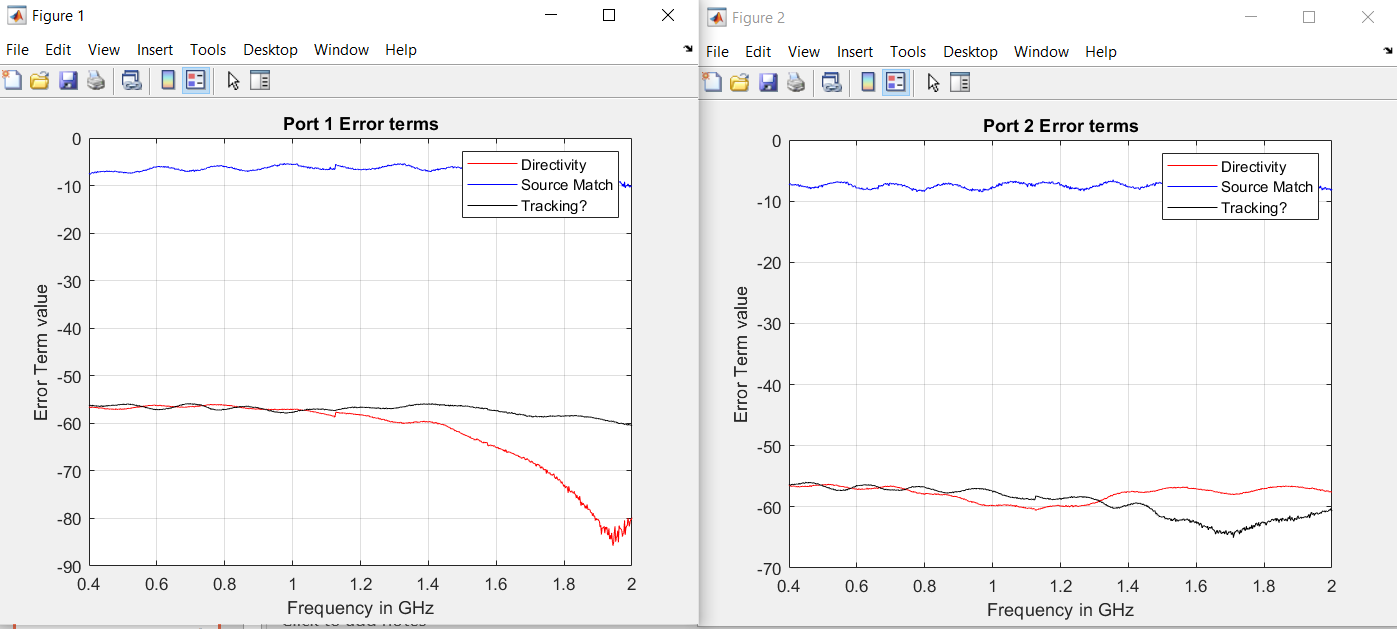 Figure 1
File Edit View Insert Tools Desktop Window Help
Port 1 Error terms
0
-10
-20
-30
-40
-50
-60
-70
-80
-90
Error Term value
Directivity
Source Match
Tracking?
0.4 0.6 0.8 1 1.2 1.4 1.6 1.8 2
Frequency in GHz
Click to add notes
Figure 2
File Edit View Insert Tools Desktop Window Help
Port 2 Error terms
0
-10
-20
-30
-40
-50
-60
-70
Error Term value
Directivity
Source Match
Tracking?
0.4 0.6 0.8 1 1.2 1.4 1.6 1.8 2
Frequency in GHz